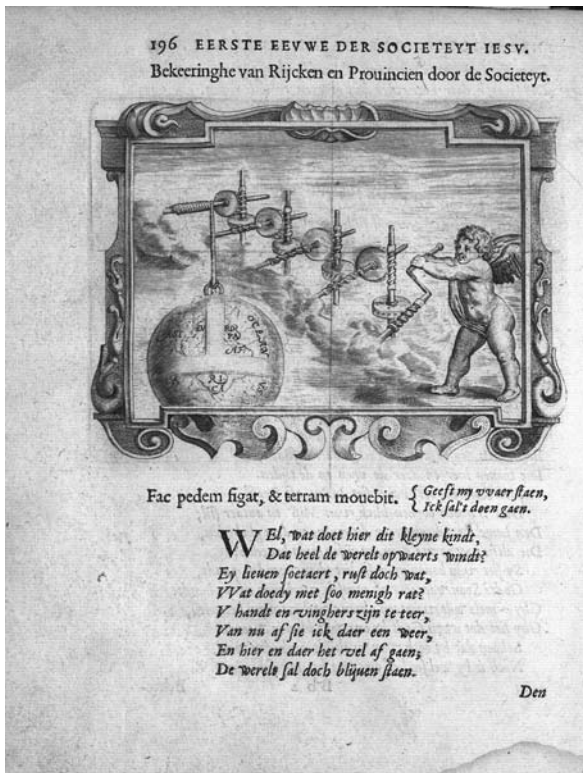 196 EERSTE EEVWE DER SOCIETEYT IESV.
Bekeeringhe van Rijcken en Prouincien door de Societeyt.
Fac pedem figat, & terram mouebit. { Geeft my vvaer staen,
Ick sal't doen gaen.
WEl, wat doet hier dit kleyne kindt,
Dat heel de werelt opwaerts windt?
Ey lieuen soetaert, rust doch wat,
VVat doedy met soo menigh rat?
V handt en vinghers zijn te teer,
Van nu af sie ick daer een weer,
En hier en daer het vel af gaen;
De werelt sal doch blijuen staen.
Den